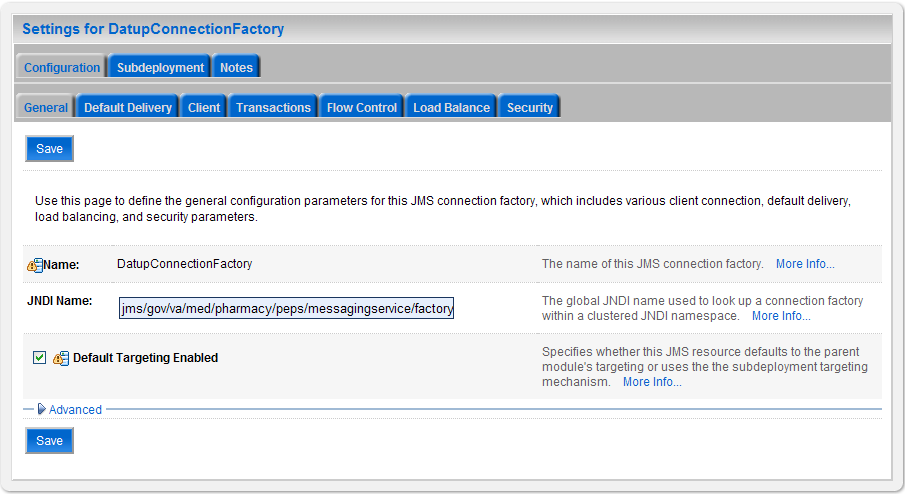 Settings for DatupConnectionFactory
Configuration Subdeployment Notes
General Default Delivery Client Transactions Flow Control Load Balance Security
Save
Use this page to define the general configuration parameters for this JMS connection factory, which includes various client connection, default delivery,
load balancing, and security parameters.
Name: DatupConnectionFactory The name of this JMS connection factory. More Info...
JNDI Name: jms/gov/va/med/pharmacy/peps/messagingservice/factory The global JNDI name used to look up a connection factory
within a clustered JNDI namespace. More Info...
Default Targeting Enabled Specifies whether this JMS resource defaults to the parent
module's targeting or uses the the subdeployment targeting
mechanism. More Info...
Advanced
Save